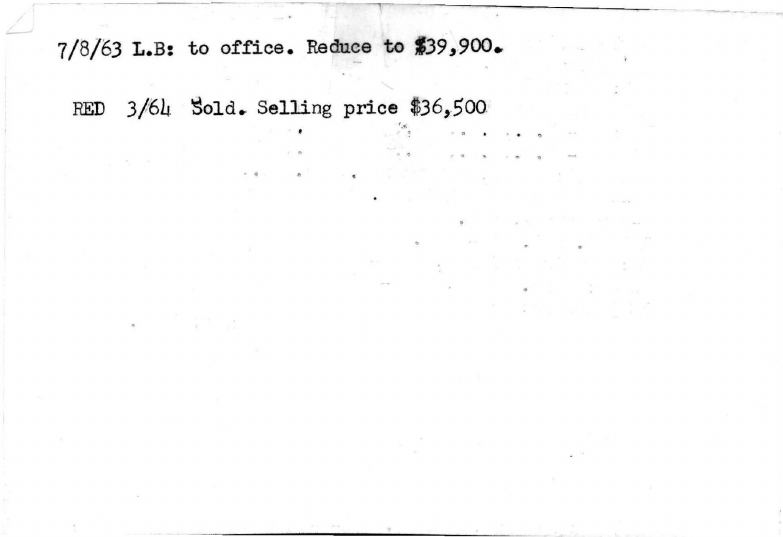 7/8/63 L.B: to office. Reduce to $39,900.
RED 3/64 Sold. Selling price $36,500